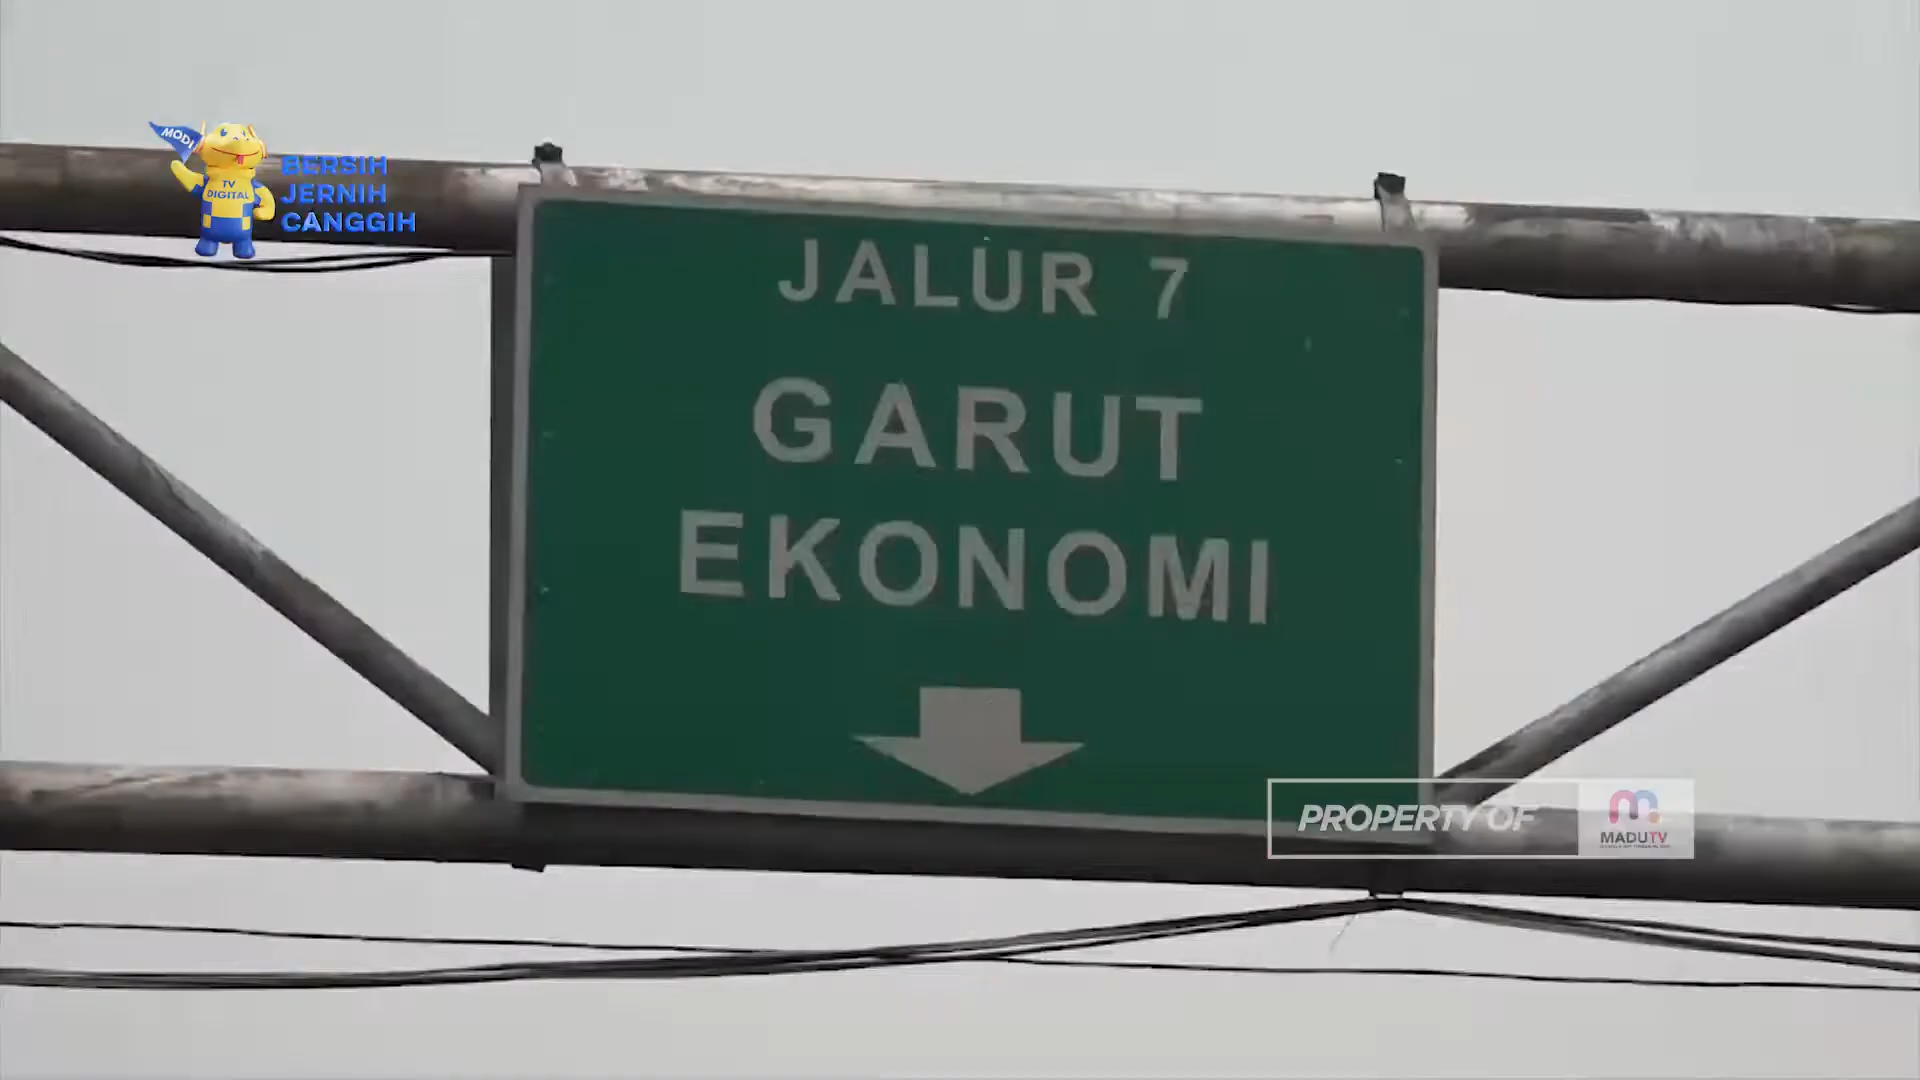 MODI
TV
DIGITAL
BERSIH
JERNIH
CANGGIH
JALUR 7
GARUT
EKONOMI
PROPERTY OF
MADUTV